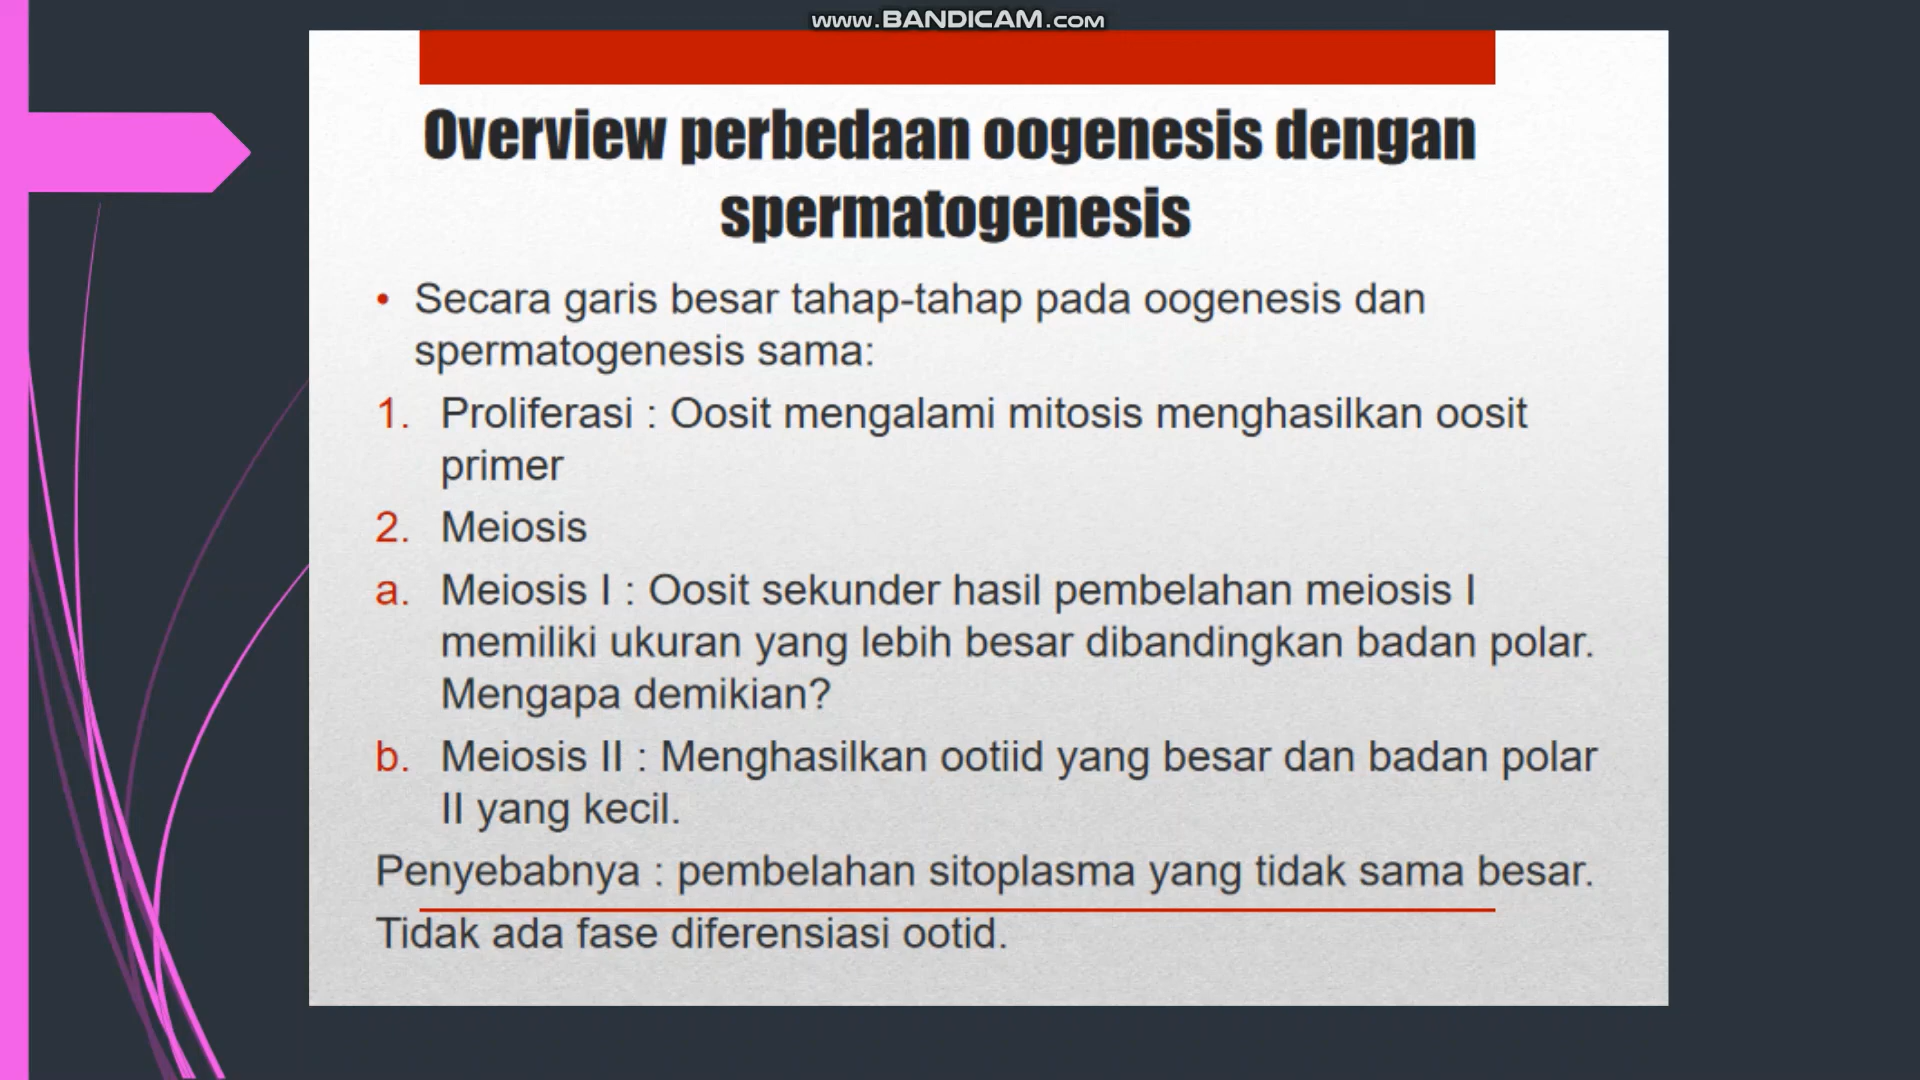 www.BANDICAM.com
Overview perbedaan oogenesis dengan
spermatogenesis
• Secara garis besar tahap-tahap pada oogenesis dan
spermatogenesis sama:
1. Proliferasi : Oosit mengalami mitosis menghasilkan oosit
primer
2. Meiosis
a. Meiosis I : Oosit sekunder hasil pembelahan meiosis I
memiliki ukuran yang lebih besar dibandingkan badan polar.
Mengapa demikian?
b. Meiosis II : Menghasilkan ootiid yang besar dan badan polar
II yang kecil.
Penyebabnya : pembelahan sitoplasma yang tidak sama besar.
Tidak ada fase diferensiasi ootid.